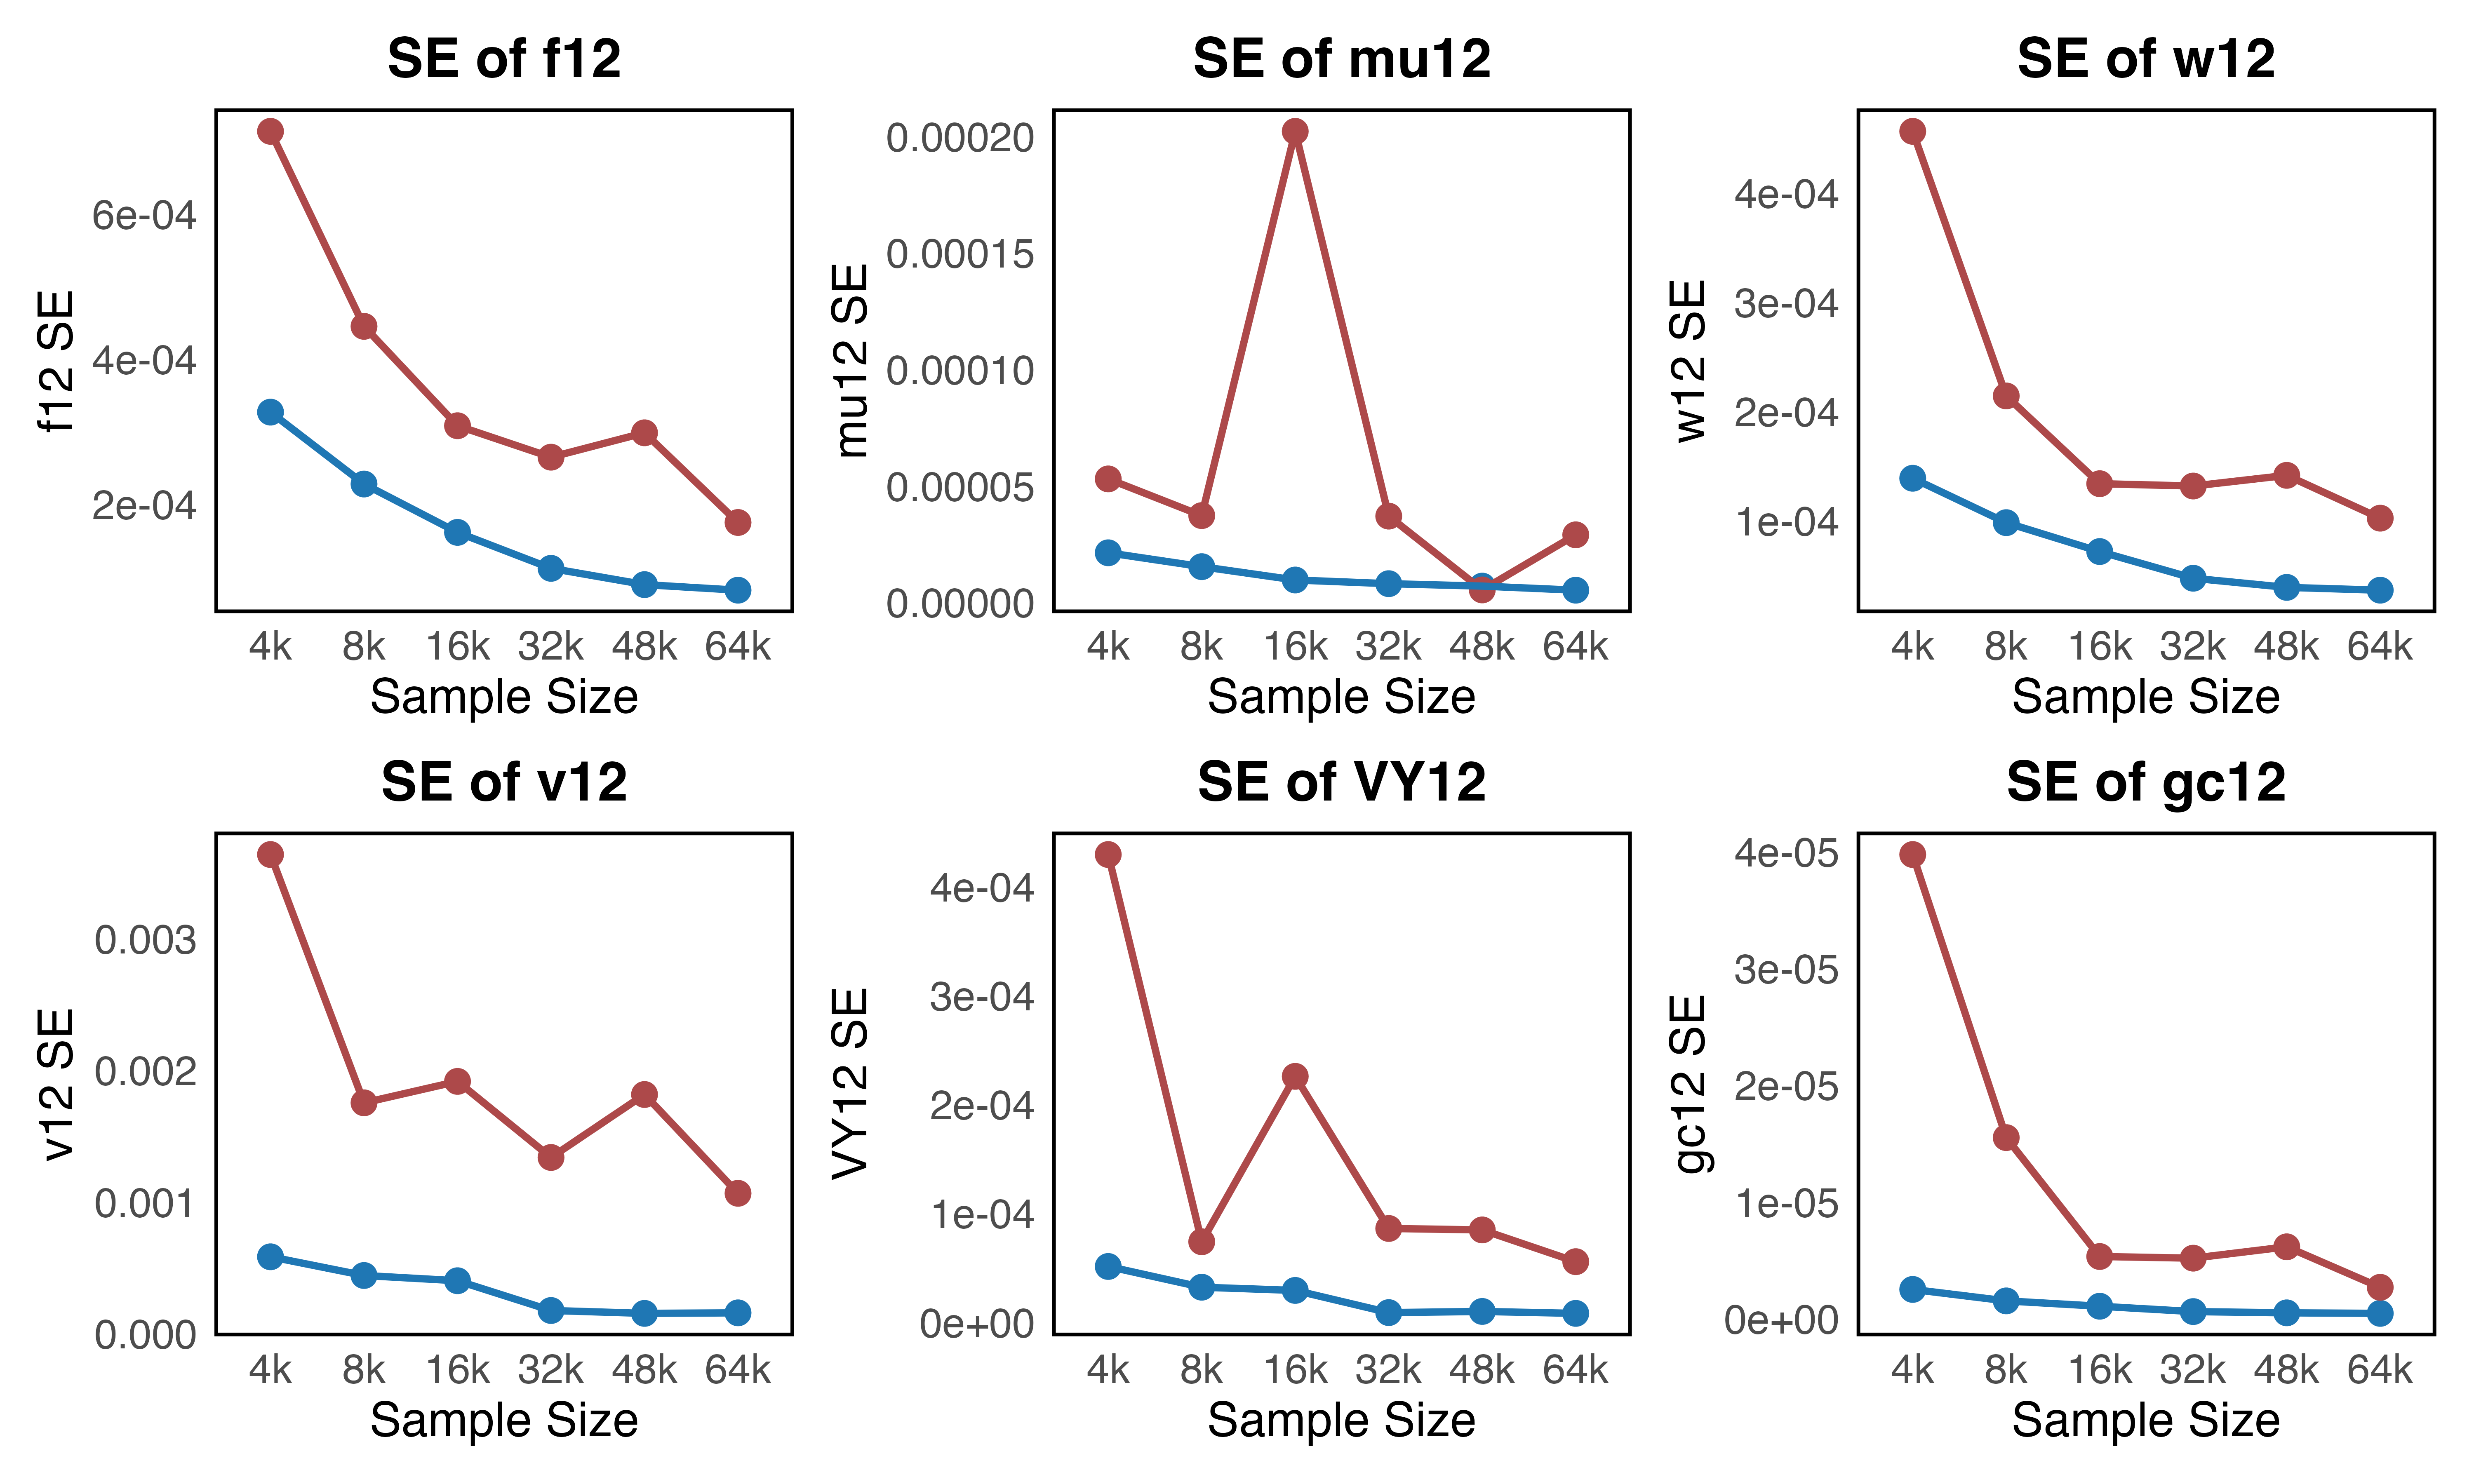 SE of f12
f12 SE
6e-04
4e-04
2e-04
4k 8k 16k 32k 48k 64k
Sample Size
SE of mu12
mu12 SE
0.00020
0.00015
0.00010
0.00005
0.00000
4k 8k 16k 32k 48k 64k
Sample Size
SE of w12
w12 SE
4e-04
3e-04
2e-04
1e-04
4k 8k 16k 32k 48k 64k
Sample Size
SE of v12
v12 SE
0.003
0.002
0.001
0.000
4k 8k 16k 32k 48k 64k
Sample Size
SE of VY12
VY12 SE
4e-04
3e-04
2e-04
1e-04
0e+00
4k 8k 16k 32k 48k 64k
Sample Size
SE of gc12
gc12 SE
4e-05
3e-05
2e-05
1e-05
0e+00
4k 8k 16k 32k 48k 64k
Sample Size